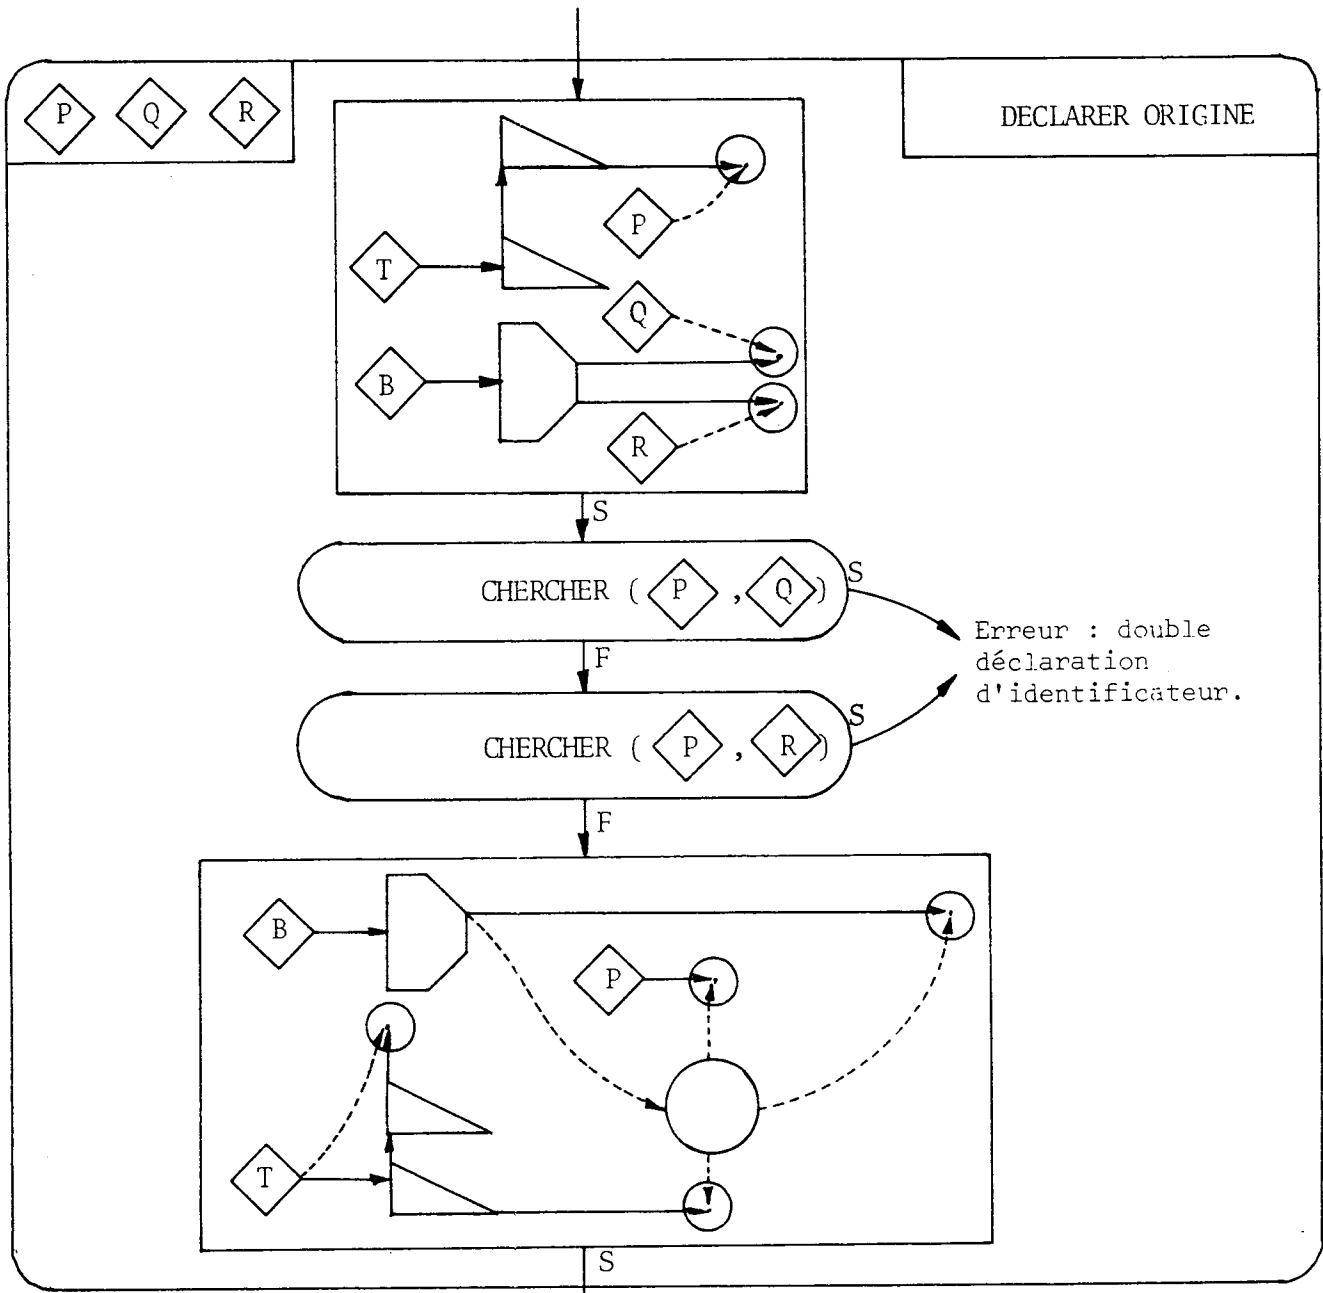 P Q R
DECLARER ORIGINE
P
T
Q
B
R
S
CHERCHER ( P , Q )
S
Erreur : double
déclaration
d'identificateur.
F
CHERCHER ( P , R )
S
F
B
P
T
S